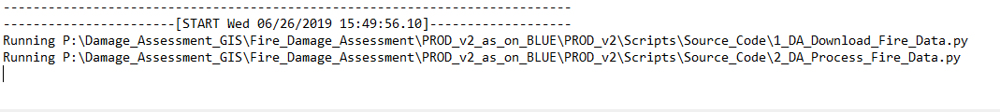 ----------------------------------------------------------------------------
-----------------------[START Wed 06/26/2019 15:49:56.10]-------------------
Running P:\Damage_Assessment_GIS\Fire_Damage_Assessment\PROD_v2_as_on_BLUE\PROD_v2\Scripts\Source_Code\1_DA_Download_Fire_Data.py
Running P:\Damage_Assessment_GIS\Fire_Damage_Assessment\PROD_v2_as_on_BLUE\PROD_v2\Scripts\Source_Code\2_DA_Process_Fire_Data.py